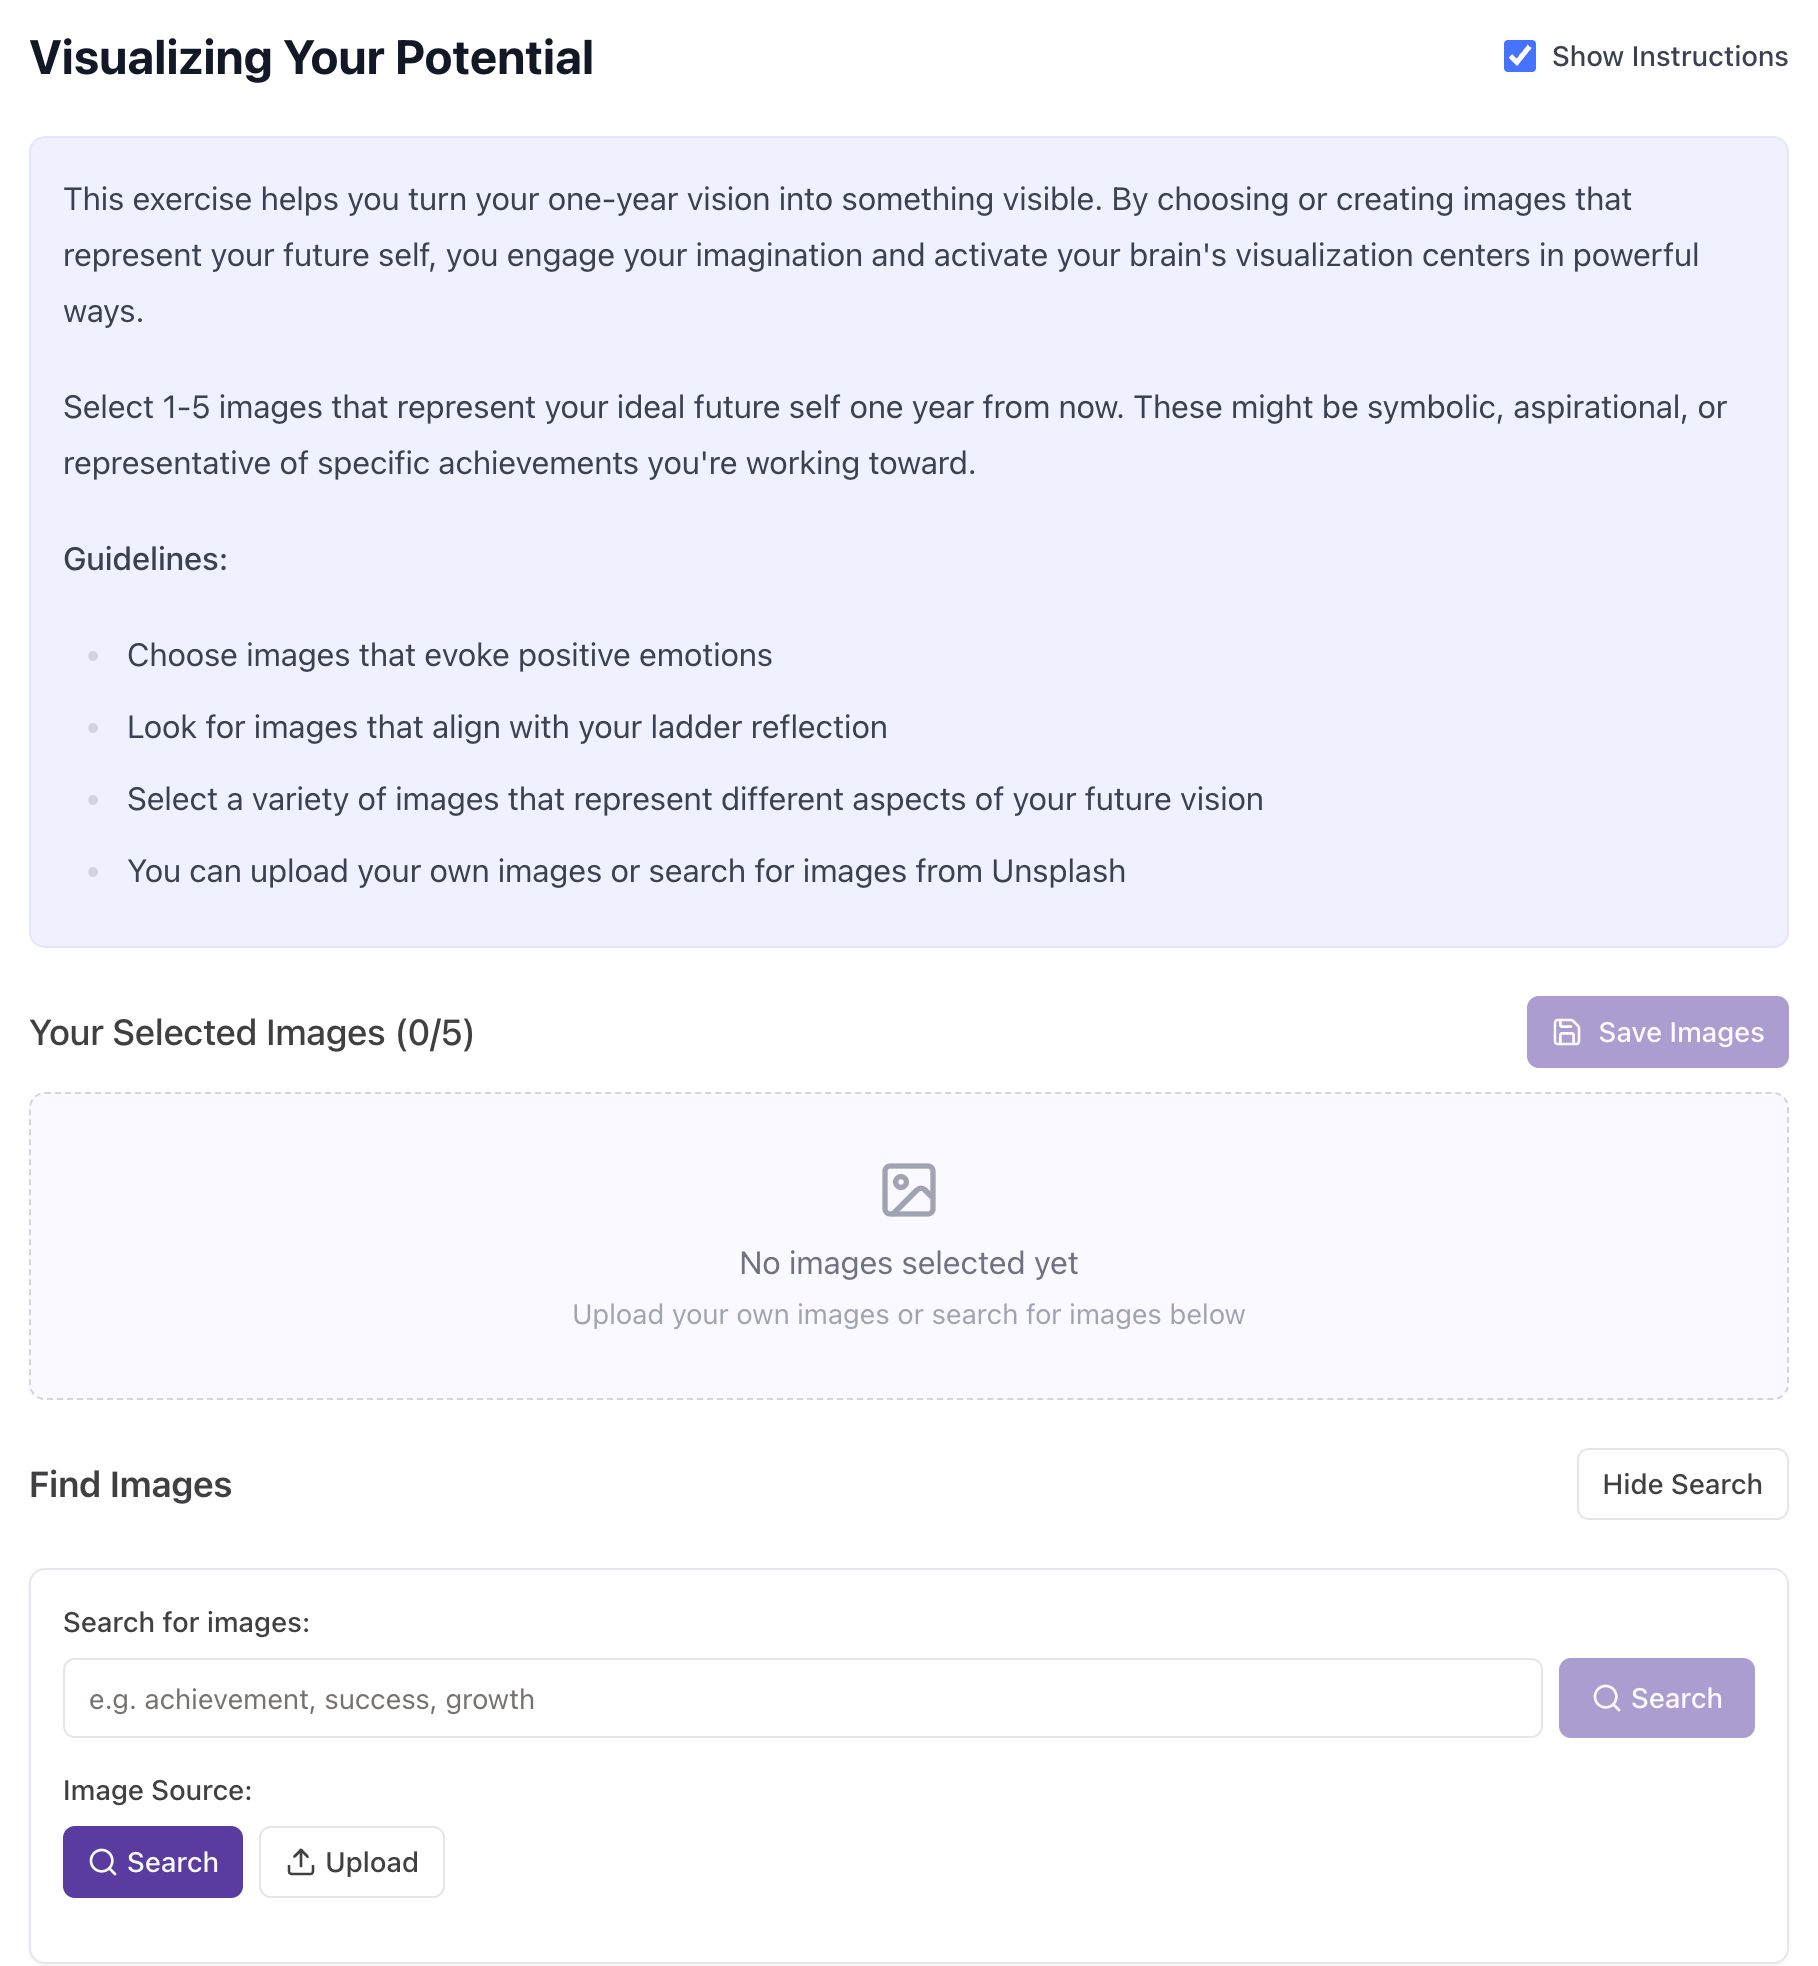 Visualizing Your Potential
Show Instructions
This exercise helps you turn your one-year vision into something visible. By choosing or creating images that
represent your future self, you engage your imagination and activate your brain's visualization centers in powerful
ways.
Select 1-5 images that represent your ideal future self one year from now. These might be symbolic, aspirational, or
representative of specific achievements you're working toward.
Guidelines:
Choose images that evoke positive emotions
Look for images that align with your ladder reflection
Select a variety of images that represent different aspects of your future vision
You can upload your own images or search for images from Unsplash
Your Selected Images (0/5)
Save Images
No images selected yet
Upload your own images or search for images below
Find Images
Hide Search
Search for images:
e.g. achievement, success, growth
Search
Image Source:
Search
Upload